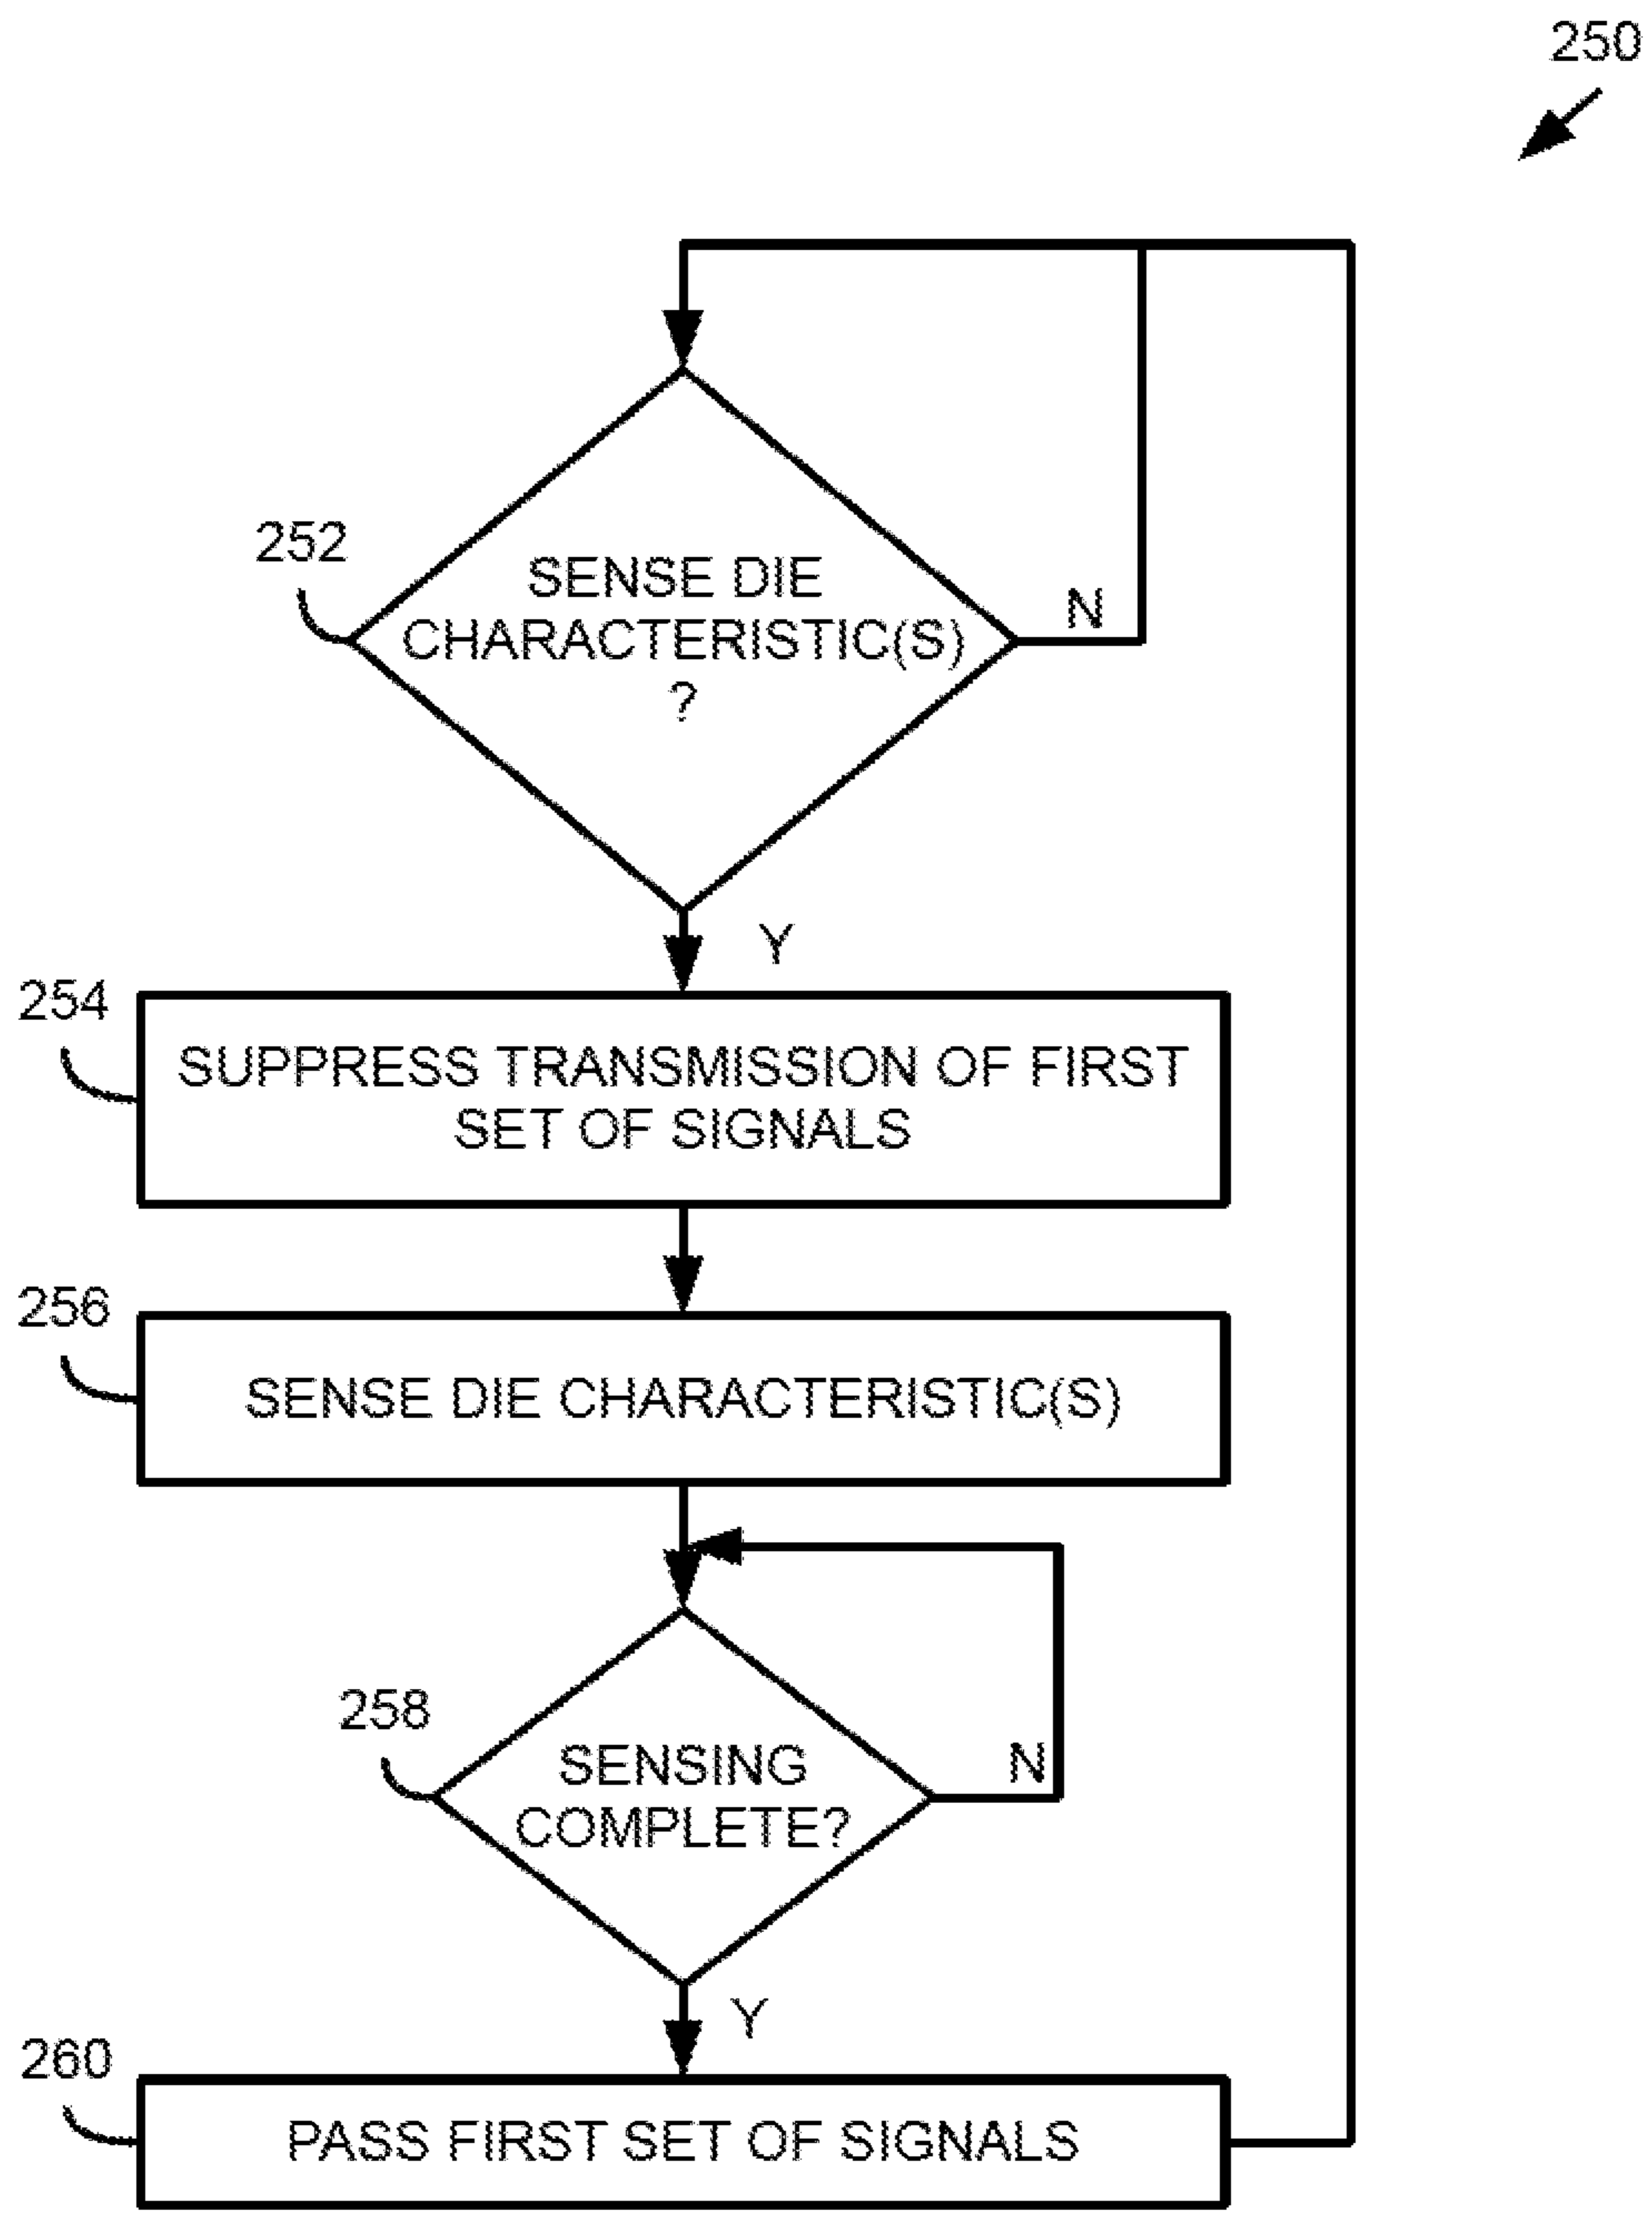 250
252
SENSE DIE
CHARACTERISTIC(S)
?
N
Y
254
SUPPRESS TRANSMISSION OF FIRST
SET OF SIGNALS
256
SENSE DIE CHARACTERISTIC(S)
258
SENSING
COMPLETE?
N
Y
260
PASS FIRST SET OF SIGNALS